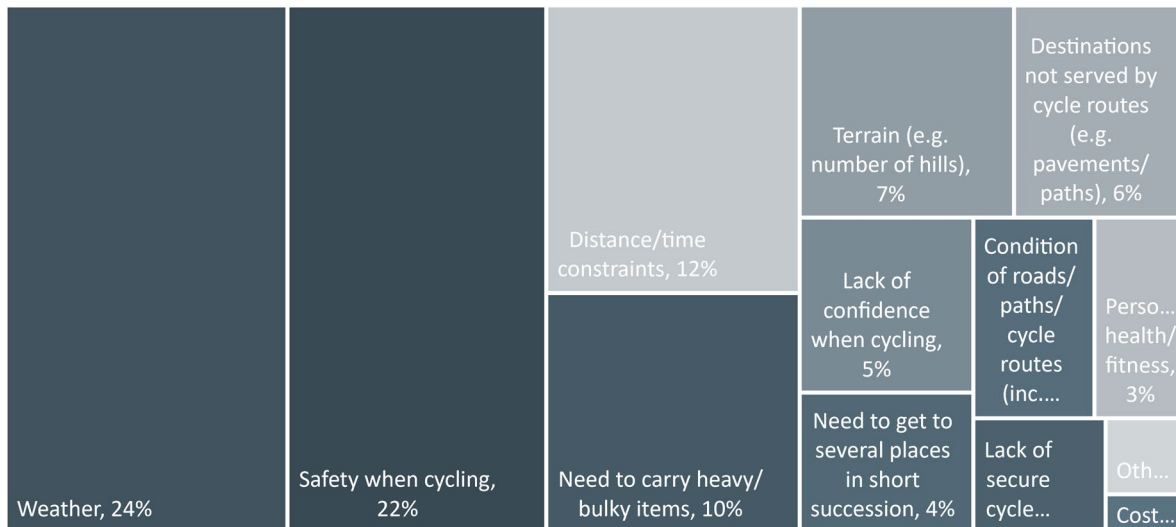 Weather, 24%
Safety when cycling,
22%
Distance/time
constraints, 12%
Need to carry heavy/
bulky items, 10%
Terrain (e.g.
number of hills),
7%
Destinations
not served by
cycle routes
(e.g.
pavements/
paths), 6%
Lack of
confidence
when cycling,
5%
Need to get to
several places
in short
succession, 4%
Condition
of roads/
paths/
cycle
routes
(inc.…
Perso…
health/
fitness,
3%
Lack of
secure
cycle…
Oth…
Cost…